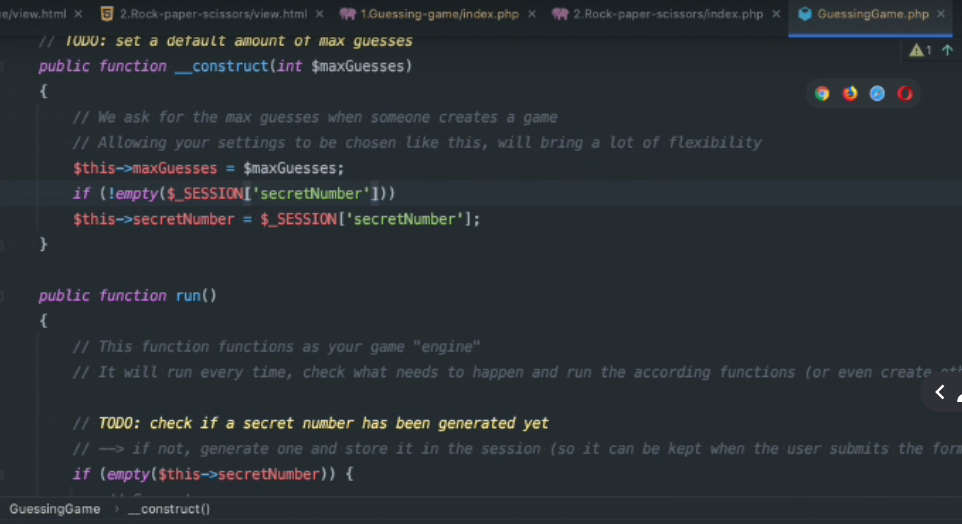 e/view.html × 2.Rock-paper-scissors/view.html × 1.Guessing-game/index.php × 2.Rock-paper-scissors/index.php × GuessingGame.php ×
// TODO: set a default amount of max guesses
1
public function __construct(int $maxGuesses)
{
// We ask for the max guesses when someone creates a game
// Allowing your settings to be chosen like this, will bring a lot of flexibility
$this->maxGuesses = $maxGuesses;
if (!empty($_SESSION['secretNumber']))
$this->secretNumber = $_SESSION['secretNumber'];
}
public function run()
{
// This function functions as your game "engine"
// It will run every time, check what needs to happen and run the according functions (or even create
// TODO: check if a secret number has been generated yet
// —–> if not, generate one and store it in the session (so it can be kept when the user submits the form
if (empty($this->secretNumber)) {
GuessingGame › __construct()